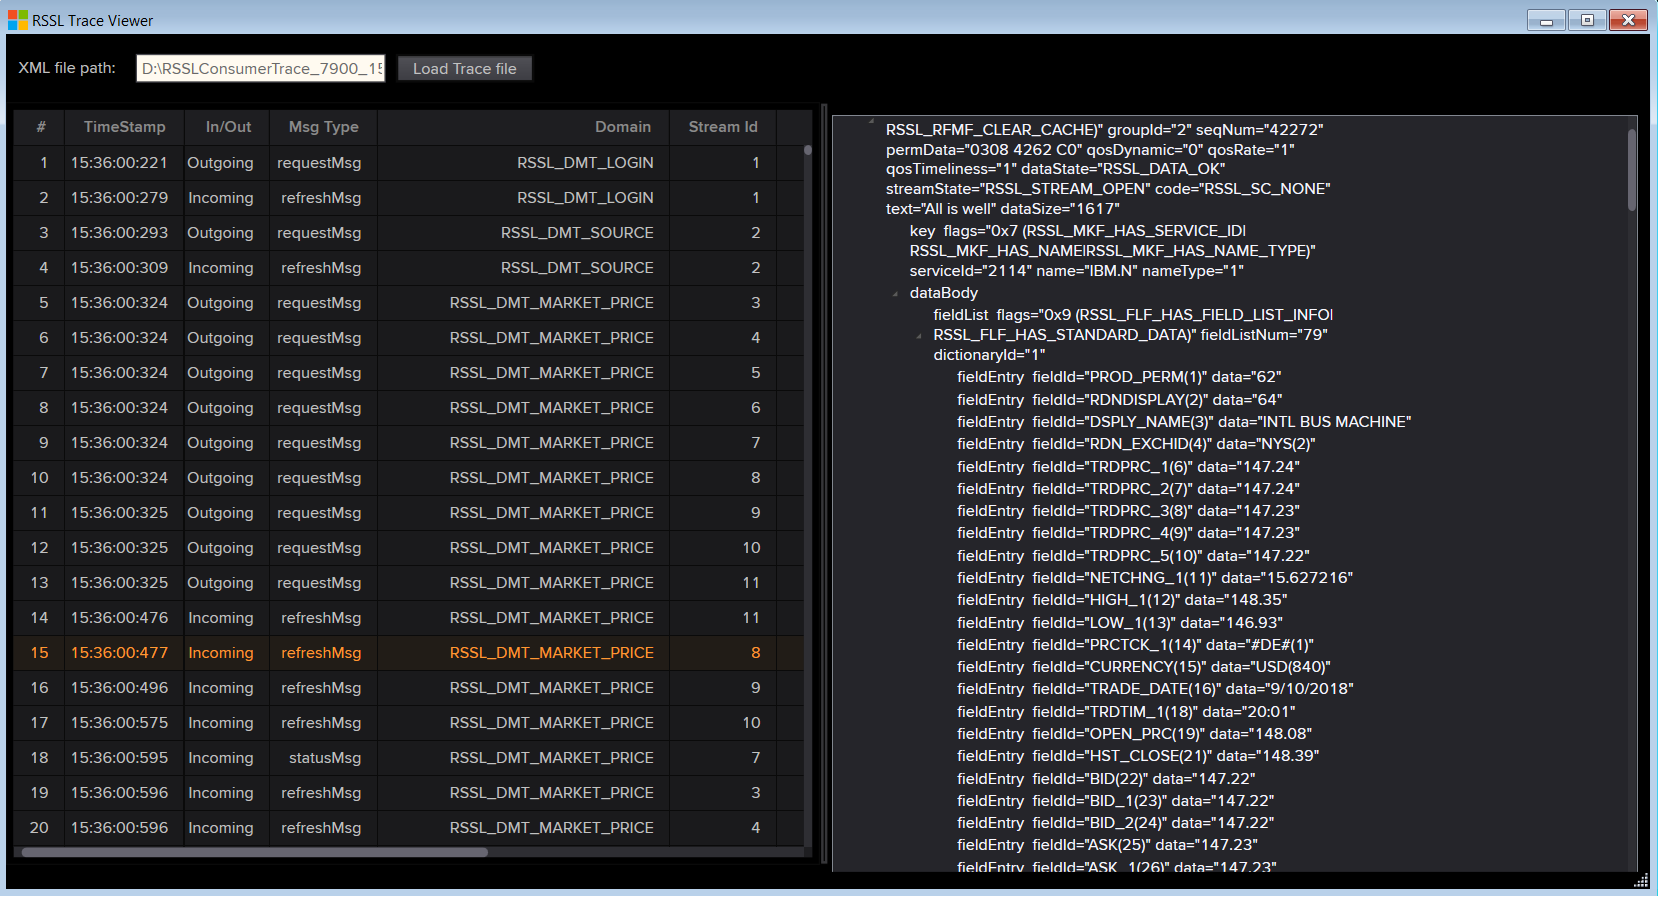 RSSL Trace Viewer
XML file path: D:\RSSLConsumerTrace_7900_15 Load Trace file
# TimeStamp In/Out Msg Type Domain Stream Id
1 15:36:00:221 Outgoing requestMsg RSSL_DMT_LOGIN 1
2 15:36:00:279 Incoming refreshMsg RSSL_DMT_LOGIN 1
3 15:36:00:293 Outgoing requestMsg RSSL_DMT_SOURCE 2
4 15:36:00:309 Incoming refreshMsg RSSL_DMT_SOURCE 2
5 15:36:00:324 Outgoing requestMsg RSSL_DMT_MARKET_PRICE 3
6 15:36:00:324 Outgoing requestMsg RSSL_DMT_MARKET_PRICE 4
7 15:36:00:324 Outgoing requestMsg RSSL_DMT_MARKET_PRICE 5
8 15:36:00:324 Outgoing requestMsg RSSL_DMT_MARKET_PRICE 6
9 15:36:00:324 Outgoing requestMsg RSSL_DMT_MARKET_PRICE 7
10 15:36:00:324 Outgoing requestMsg RSSL_DMT_MARKET_PRICE 8
11 15:36:00:325 Outgoing requestMsg RSSL_DMT_MARKET_PRICE 9
12 15:36:00:325 Outgoing requestMsg RSSL_DMT_MARKET_PRICE 10
13 15:36:00:325 Outgoing requestMsg RSSL_DMT_MARKET_PRICE 11
14 15:36:00:476 Incoming refreshMsg RSSL_DMT_MARKET_PRICE 11
15 15:36:00:477 Incoming refreshMsg RSSL_DMT_MARKET_PRICE 8
16 15:36:00:496 Incoming refreshMsg RSSL_DMT_MARKET_PRICE 9
17 15:36:00:575 Incoming refreshMsg RSSL_DMT_MARKET_PRICE 10
18 15:36:00:595 Incoming statusMsg RSSL_DMT_MARKET_PRICE 7
19 15:36:00:596 Incoming refreshMsg RSSL_DMT_MARKET_PRICE 3
20 15:36:00:596 Incoming refreshMsg RSSL_DMT_MARKET_PRICE 4
RSSL_RFMF_CLEAR_CACHE)" groupId="2" seqNum="42272"
permData="0308 4262 C0" qosDynamic="0" qosRate="1"
qosTimeliness="1" dataState="RSSL_DATA_OK"
streamState="RSSL_STREAM_OPEN" code="RSSL_SC_NONE"
text="All is well" dataSize="1617"
key flags="0x7 (RSSL_MKF_HAS_SERVICE_ID|
RSSL_MKF_HAS_NAME|RSSL_MKF_HAS_NAME_TYPE)"
serviceId="2114" name="IBM.N" nameType="1"
dataBody
fieldList flags="0x9 (RSSL_FLF_HAS_FIELD_LIST_INFO|
RSSL_FLF_HAS_STANDARD_DATA)" fieldListNum="79"
dictionaryId="1"
fieldEntry fieldId="PROD_PERM(1)" data="62"
fieldEntry fieldId="RDNDISPLAY(2)" data="64"
fieldEntry fieldId="DSPLY_NAME(3)" data="INTL BUS MACHINE"
fieldEntry fieldId="RDN_EXCHID(4)" data="NYS(2)"
fieldEntry fieldId="TRDPRC_1(6)" data="147.24"
fieldEntry fieldId="TRDPRC_2(7)" data="147.24"
fieldEntry fieldId="TRDPRC_3(8)" data="147.23"
fieldEntry fieldId="TRDPRC_4(9)" data="147.23"
fieldEntry fieldId="TRDPRC_5(10)" data="147.22"
fieldEntry fieldId="NETCHNG_1(11)" data="15.627216"
fieldEntry fieldId="HIGH_1(12)" data="148.35"
fieldEntry fieldId="LOW_1(13)" data="146.93"
fieldEntry fieldId="PRCTCK_1(14)" data="#DE#(1)"
fieldEntry fieldId="CURRENCY(15)" data="USD(840)"
fieldEntry fieldId="TRADE_DATE(16)" data="9/10/2018"
fieldEntry fieldId="TRDTIM_1(18)" data="20:01"
fieldEntry fieldId="OPEN_PRC(19)" data="148.08"
fieldEntry fieldId="HST_CLOSE(21)" data="148.39"
fieldEntry fieldId="BID(22)" data="147.22"
fieldEntry fieldId="BID_1(23)" data="147.22"
fieldEntry fieldId="BID_2(24)" data="147.22"
fieldEntry fieldId="ASK(25)" data="147.23"
fieldEntry fieldId="ASK_1(26)" data="147.23"